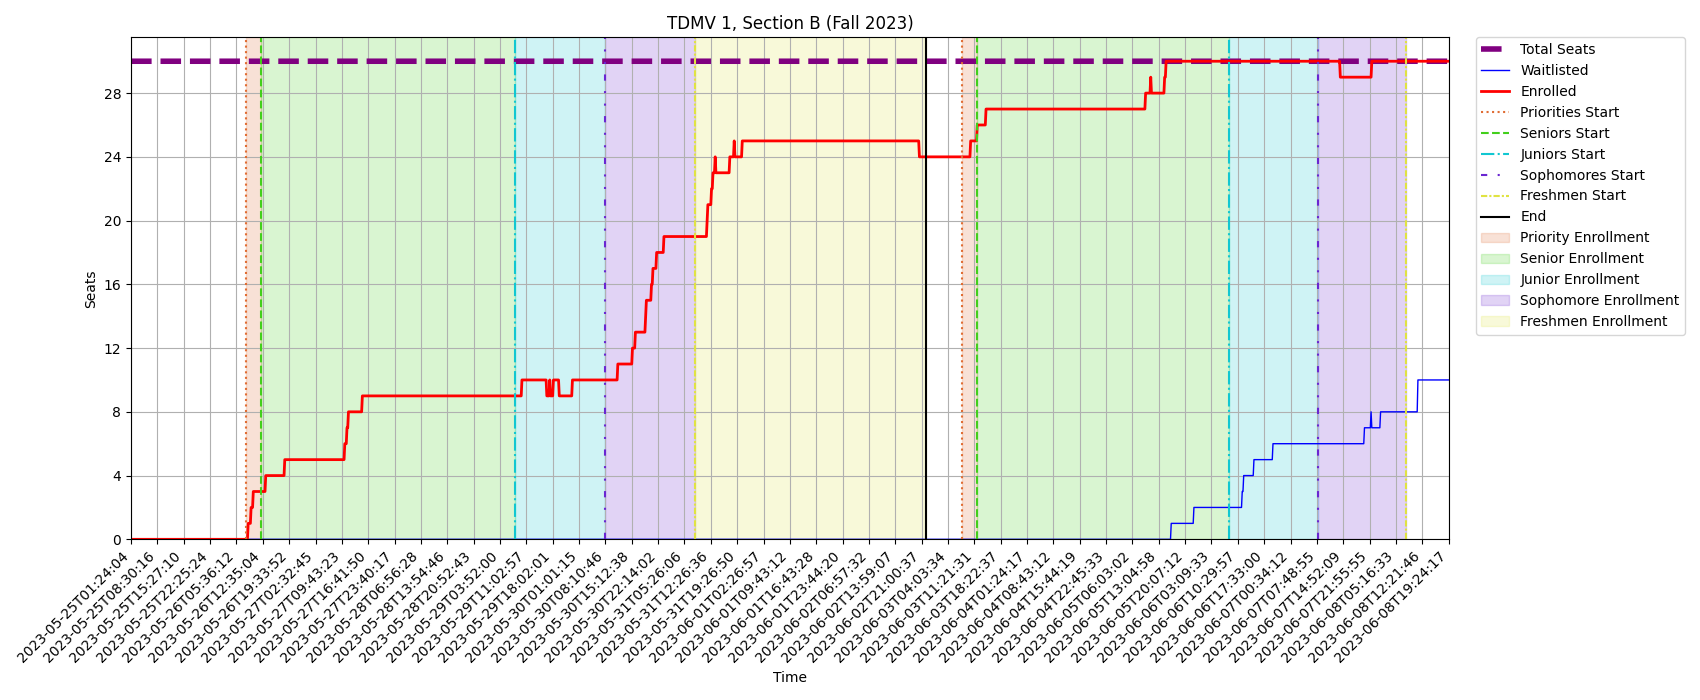 TDMV 1, Section B (Fall 2023)
Seats
28
24
20
16
12
8
4
0
2023-05-25T01:24:04
2023-05-25T08:30:16
2023-05-25T15:27:10
2023-05-25T22:25:24
2023-05-26T05:36:12
2023-05-26T12:35:04
2023-05-26T19:33:52
2023-05-27T02:32:45
2023-05-27T09:43:23
2023-05-27T16:41:50
2023-05-27T23:40:17
2023-05-28T06:56:28
2023-05-28T13:54:46
2023-05-28T20:52:43
2023-05-29T03:52:00
2023-05-29T11:02:57
2023-05-29T18:02:01
2023-05-30T01:01:15
2023-05-30T08:10:46
2023-05-30T15:12:38
2023-05-30T22:14:02
2023-05-31T05:26:06
2023-05-31T12:26:36
2023-05-31T19:26:50
2023-06-01T02:26:57
2023-06-01T09:43:12
2023-06-01T16:43:28
2023-06-01T23:44:20
2023-06-02T06:57:32
2023-06-02T13:59:07
2023-06-02T21:00:37
2023-06-03T04:03:34
2023-06-03T11:21:31
2023-06-03T18:22:37
2023-06-04T01:24:17
2023-06-04T08:43:12
2023-06-04T15:44:19
2023-06-04T22:45:33
2023-06-05T06:03:02
2023-06-05T13:04:58
2023-06-05T20:07:12
2023-06-06T03:09:33
2023-06-06T10:29:57
2023-06-06T17:33:00
2023-06-07T00:34:12
2023-06-07T07:48:55
2023-06-07T14:52:09
2023-06-07T21:55:55
2023-06-08T05:16:33
2023-06-08T12:21:46
2023-06-08T19:24:17
Time
Total Seats
Waitlisted
Enrolled
Priorities Start
Seniors Start
Juniors Start
Sophomores Start
Freshmen Start
End
Priority Enrollment
Senior Enrollment
Junior Enrollment
Sophomore Enrollment
Freshmen Enrollment